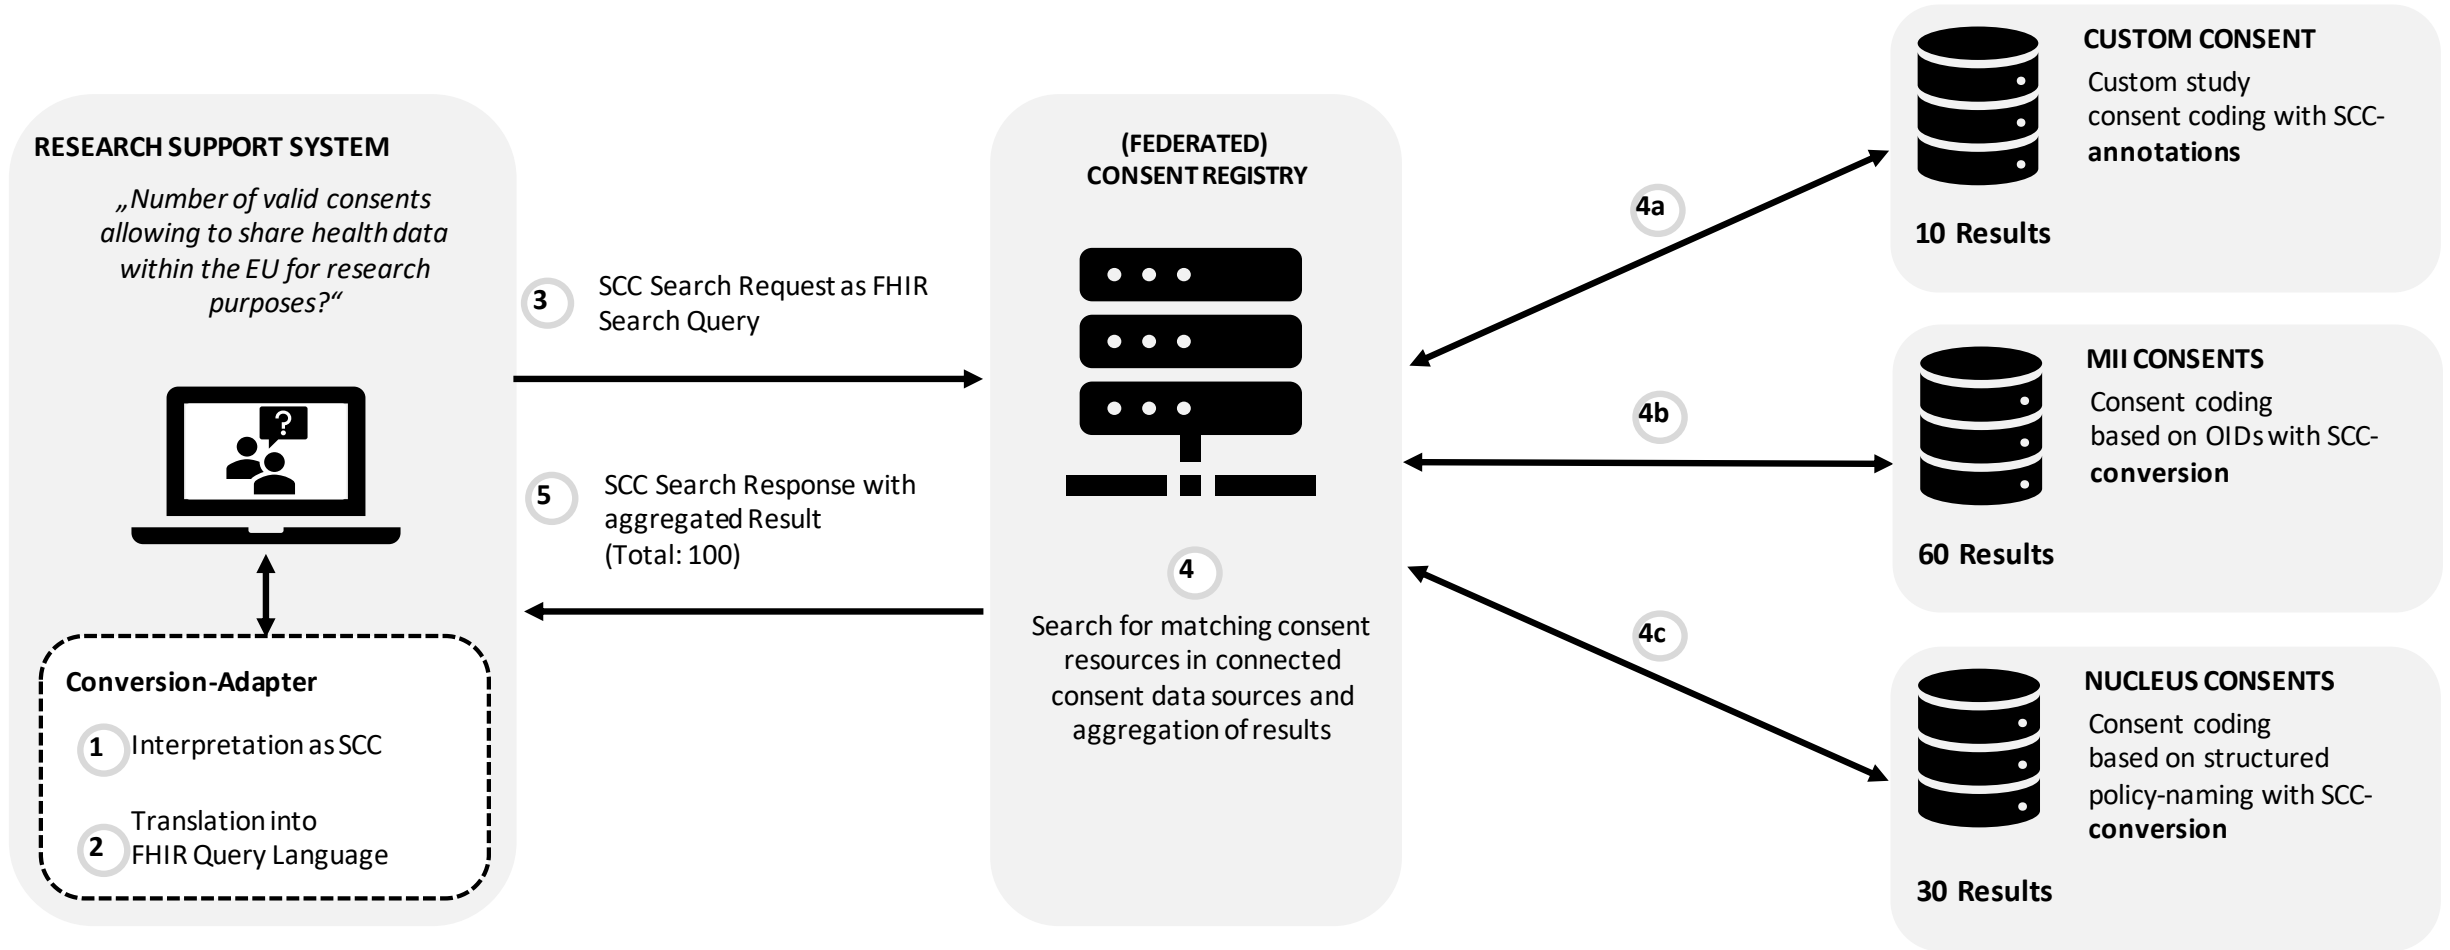 RESEARCH SUPPORT SYSTEM
„Number of valid consents
allowing to share health data
within the EU for research
purposes?“
?
Conversion-Adapter
1 Interpretation as SCC
2 Translation into
FHIR Query Language
3 SCC Search Request as FHIR
Search Query
5 SCC Search Response with
aggregated Result
(Total: 100)
(FEDERATED)
CONSENT REGISTRY
4
Search for matching consent
resources in connected
consent data sources and
aggregation of results
4a
4b
4c
CUSTOM CONSENT
Custom study
consent coding with SCC-
annotations
10 Results
MII CONSENTS
Consent coding
based on OIDs with SCC-
conversion
60 Results
NUCLEUS CONSENTS
Consent coding
based on structured
policy-naming with SCC-
conversion
30 Results